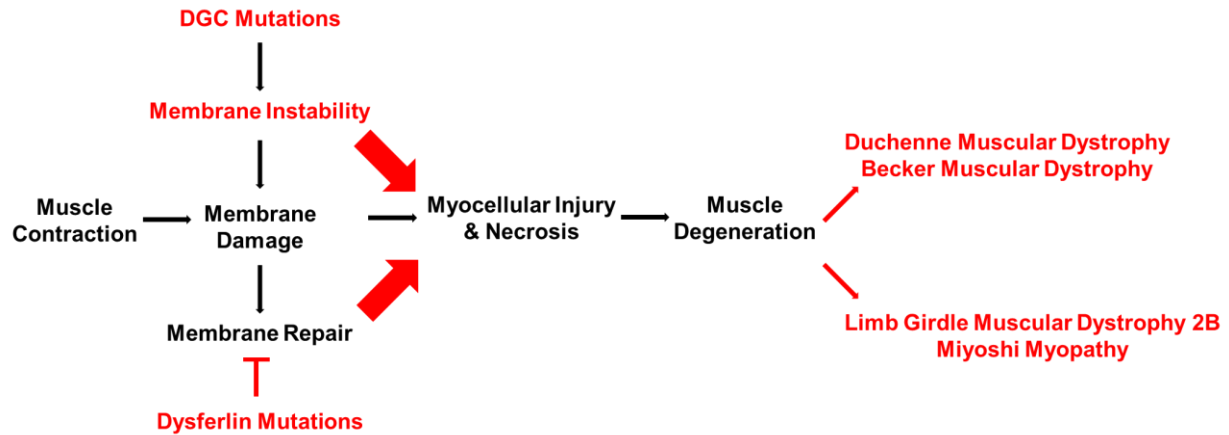 DGC Mutations
Membrane Instability
Duchenne Muscular Dystrophy
Becker Muscular Dystrophy
Muscle
Contraction
Membrane
Damage
Myocellular Injury
& Necrosis
Muscle
Degeneration
Membrane Repair
Limb Girdle Muscular Dystrophy 2B
Miyoshi Myopathy
Dysferlin Mutations